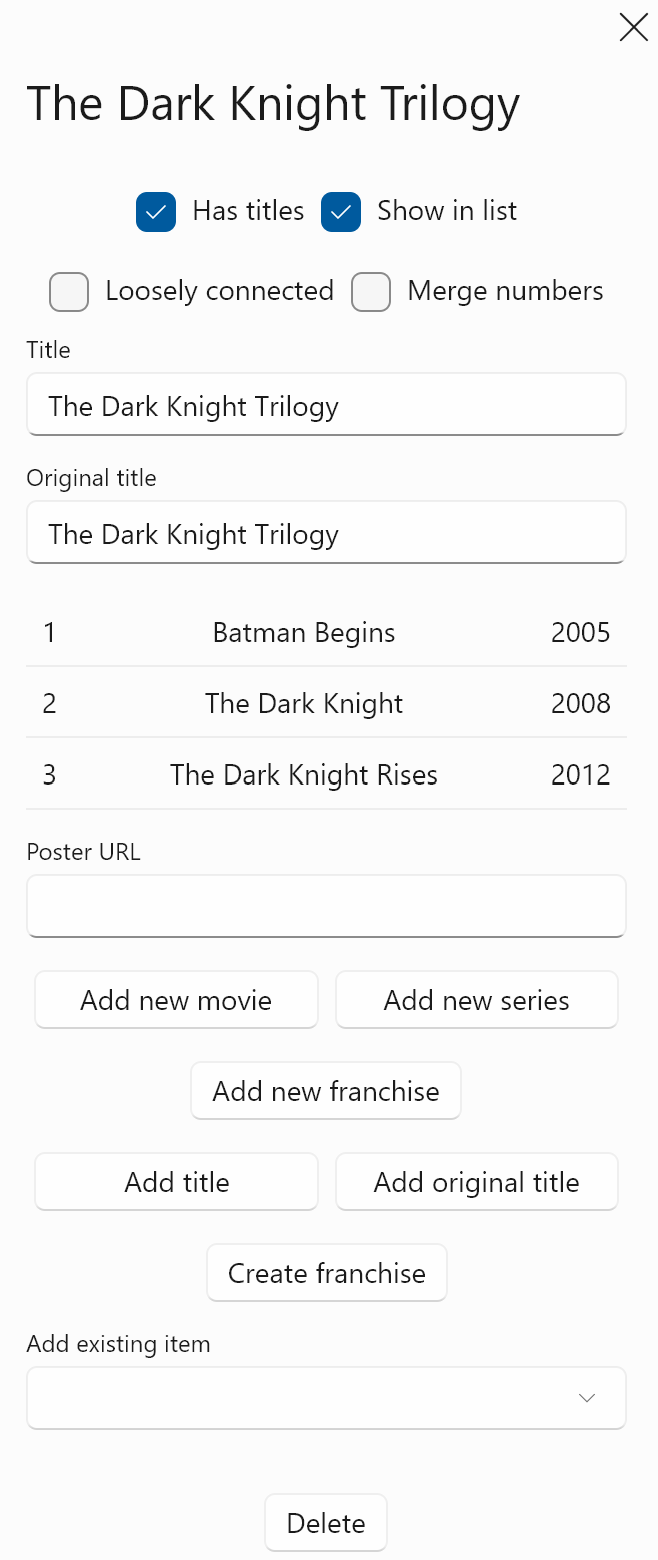 The Dark Knight Trilogy
Has titles Show in list
Loosely connected Merge numbers
Title
The Dark Knight Trilogy
Original title
The Dark Knight Trilogy
1 Batman Begins 2005
2 The Dark Knight 2008
3 The Dark Knight Rises 2012
Poster URL
Add new movie Add new series
Add new franchise
Add title Add original title
Create franchise
Add existing item
Delete